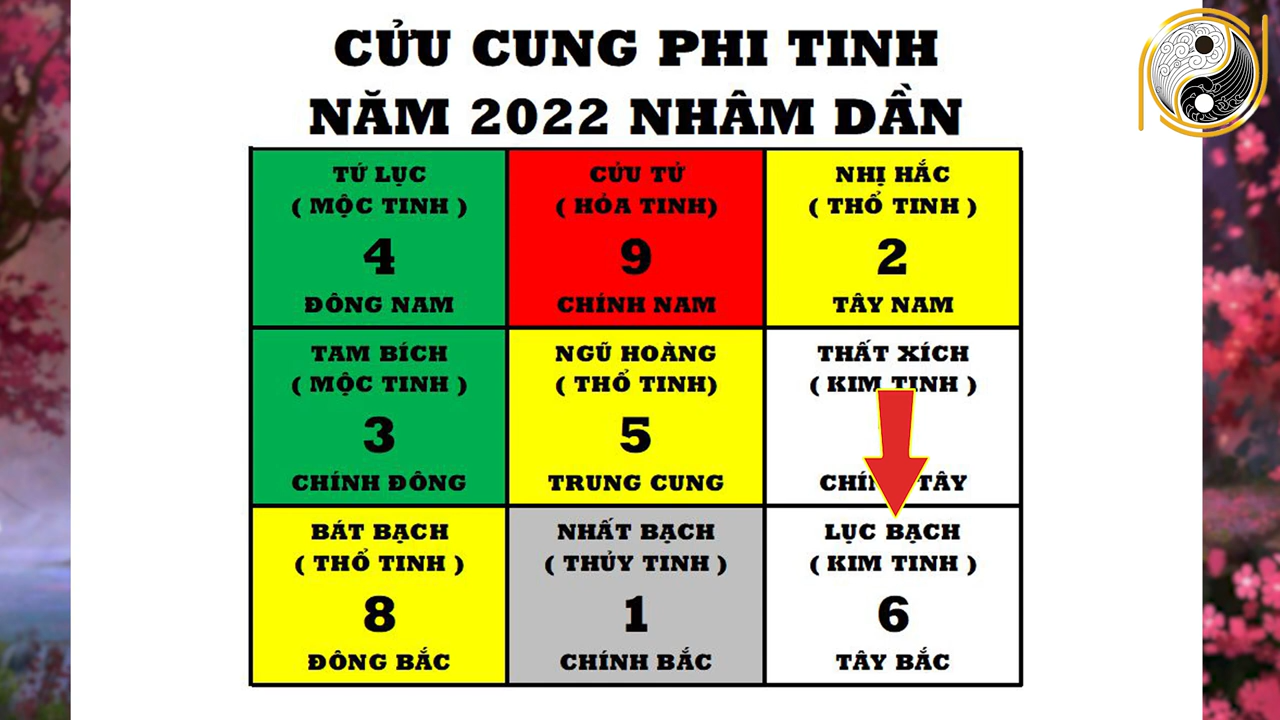 CỬU CUNG PHI TINH
NĂM 2022 NHÂM DẦN
TỨ LỤC
( MỘC TINH )
4
ĐÔNG NAM
CỬU TỬ
( HỎA TINH)
9
CHÍNH NAM
NHỊ HẮC
( THỔ TINH )
2
TÂY NAM
TAM BÍCH
( MỘC TINH )
3
CHÍNH ĐÔNG
NGŨ HOÀNG
( THỔ TINH)
5
TRUNG CUNG
THẤT XÍCH
( KIM TINH )
TÂY
BÁT BẠCH
( THỔ TINH )
8
ĐÔNG BẮC
NHẤT BẠCH
( THỦY TINH )
1
CHÍNH BẮC
LỤC BẠCH
( KIM TINH )
6
TÂY BẮC